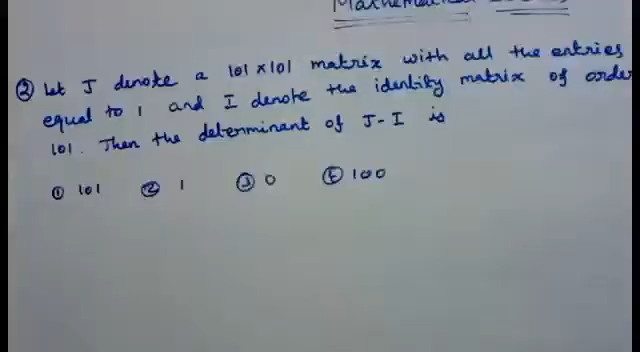 Mathematical
② Let J denote a 101 × 101 matrix with all the entries
equal to 1 and I denote the identity matrix of order
101. Then the determinant of J - I is
① 101 ② 1 ③ 0 ④ 100